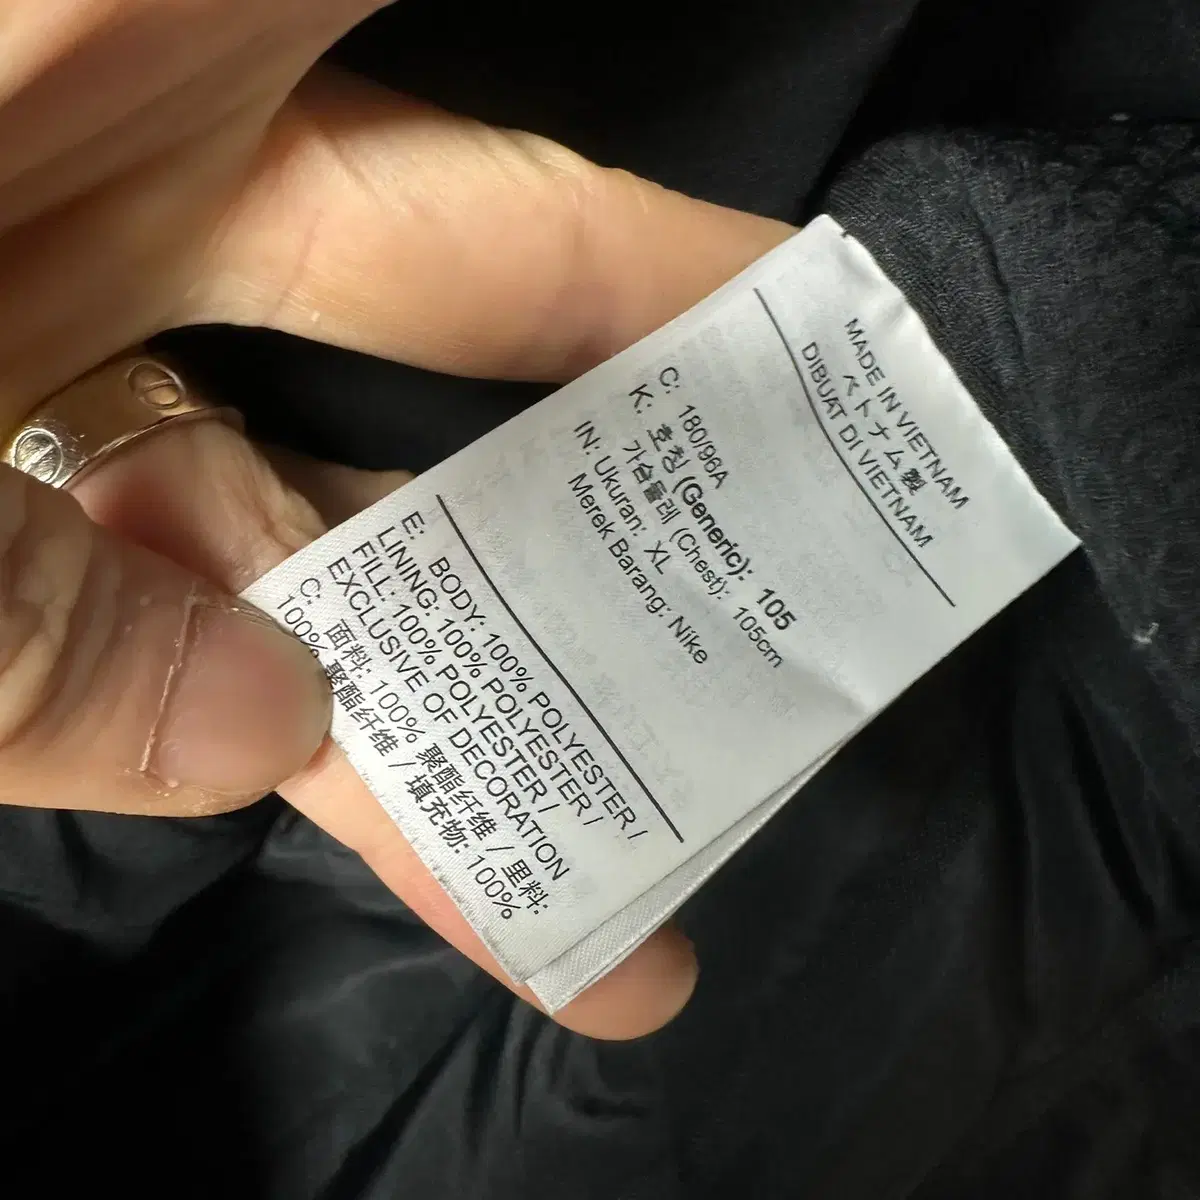 MADE IN VIETNAM
ベトナム製
DIBUAT DI VIETNAM
C: 180/96A
K: 호칭 (Generic): 105
가슴둘레 (Chest): 105cm
IN: Ukuran: XL
Merek Barang: Nike
E: BODY: 100% POLYESTER /
LINING: 100% POLYESTER /
FILL: 100% POLYESTER /
EXCLUSIVE OF DECORATION
C: 面料: 100% 聚酯纤维 / 里料:
100% 聚酯纤维 / 填充物: 100%